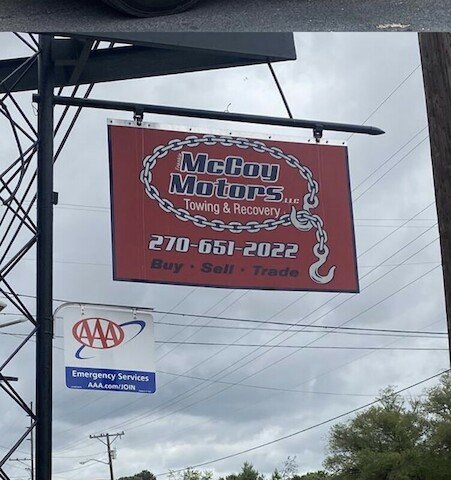 McCoy
Motors LLC
Towing & Recovery
270-651-2022
Buy · Sell · Trade
AAA
Emergency Services
AAA.com/JOIN